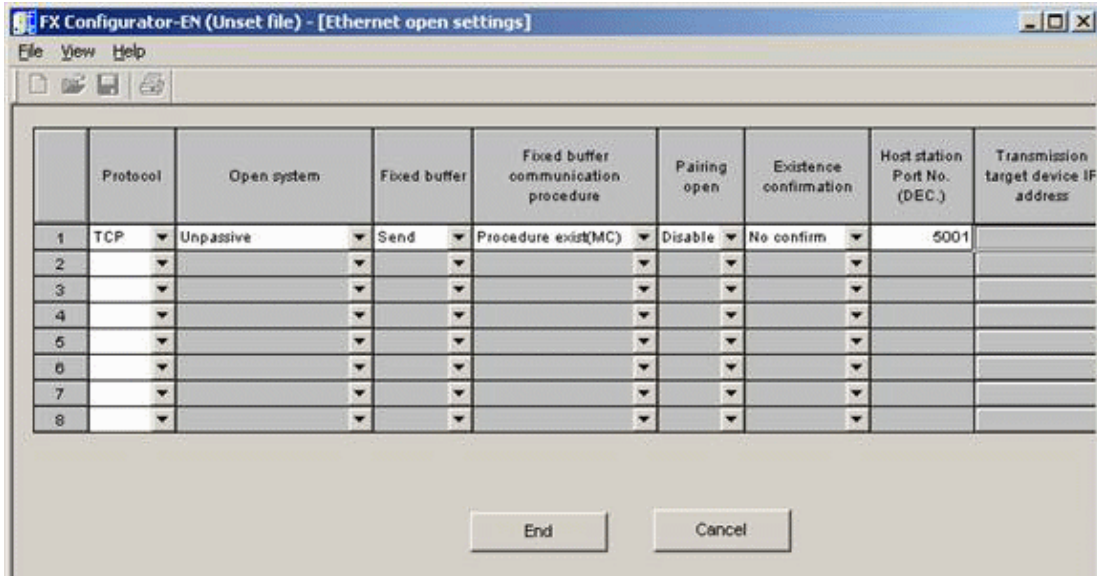 FX Configurator-EN (Unset file) - [Ethernet open settings]
File View Help
Protocol
Open system
Fixed buffer
Fixed buffer
communication
procedure
Pairing
open
Existence
confirmation
Host station
Port No.
(DEC.)
Transmission
target device IP
address
1 TCP Unpassive Send Procedure exist(MC) Disable No confirm 5001
2
3
4
5
6
7
8
End Cancel